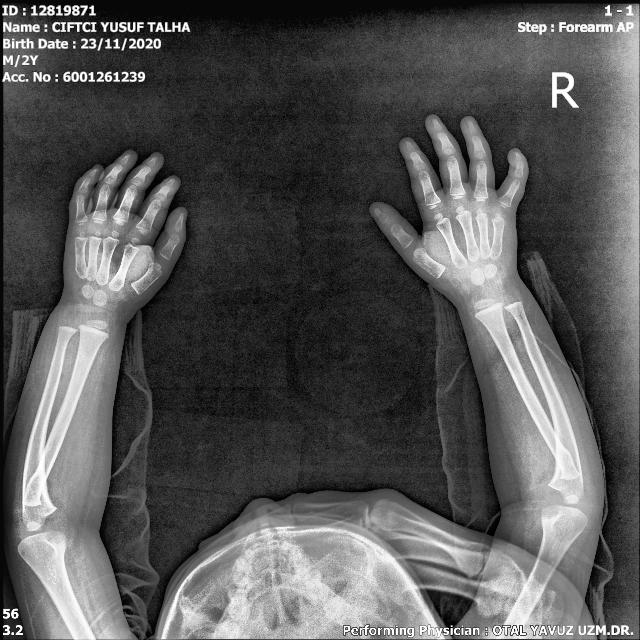 ID : 12819871
Name : CIFTCI YUSUF TALHA
Birth Date : 23/11/2020
M/2Y
Acc. No : 6001261239
1 - 1
Step : Forearm AP
R
56
3.2
Performing Physician : OTAL YAVUZ UZM.DR.